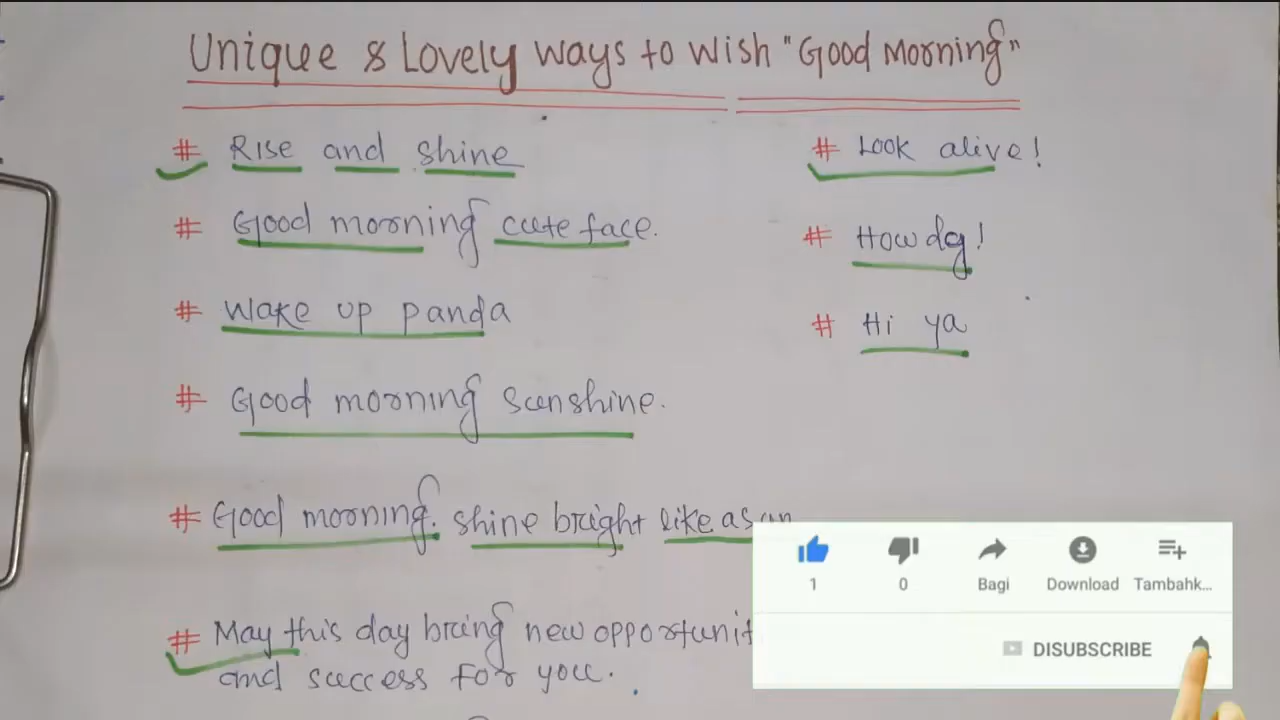 Unique & Lovely ways to wish "Good morning"
# Rise and shine
# Good morning cute face.
# Wake up panda
# Good morning sunshine.
# Good morning. shine bright like a sun
# May this day bring new opportunit
and success for you.
# Look alive!
# Howdy!
# Hi ya
1
0
Bagi
Download
Tambahk...
DISUBSCRIBE